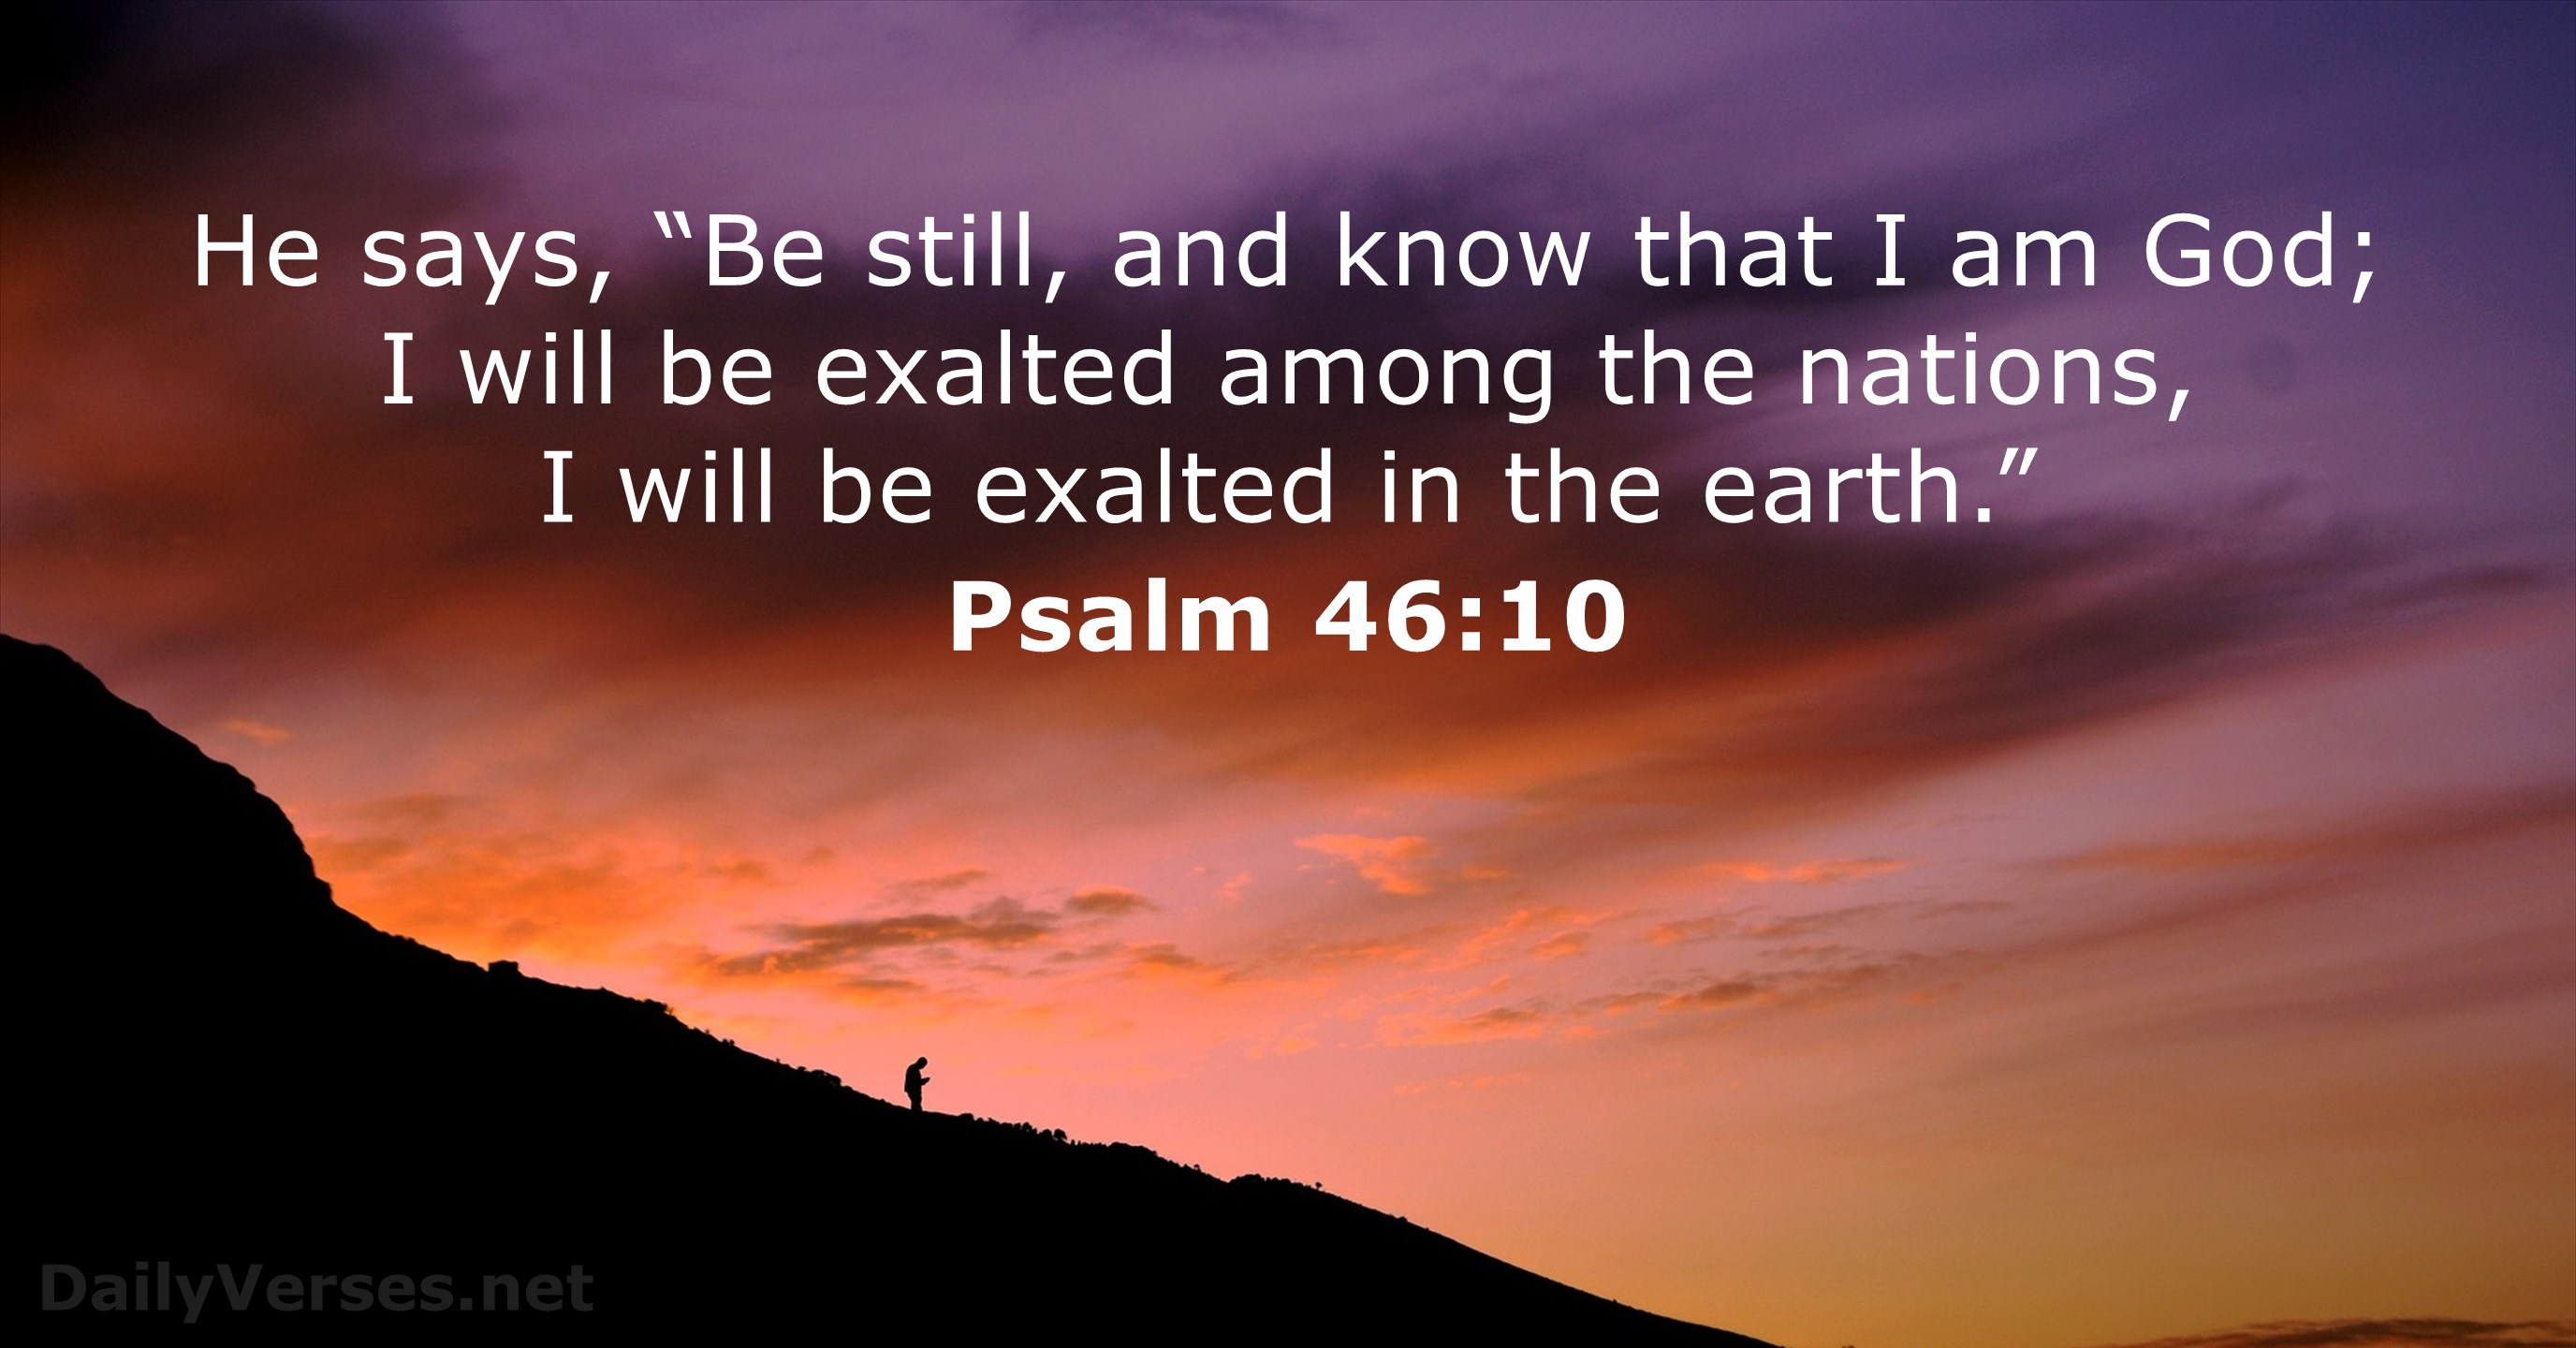 He says, “Be still, and know that I am God;
I will be exalted among the nations,
I will be exalted in the earth.”
Psalm 46:10
DailyVerses.net